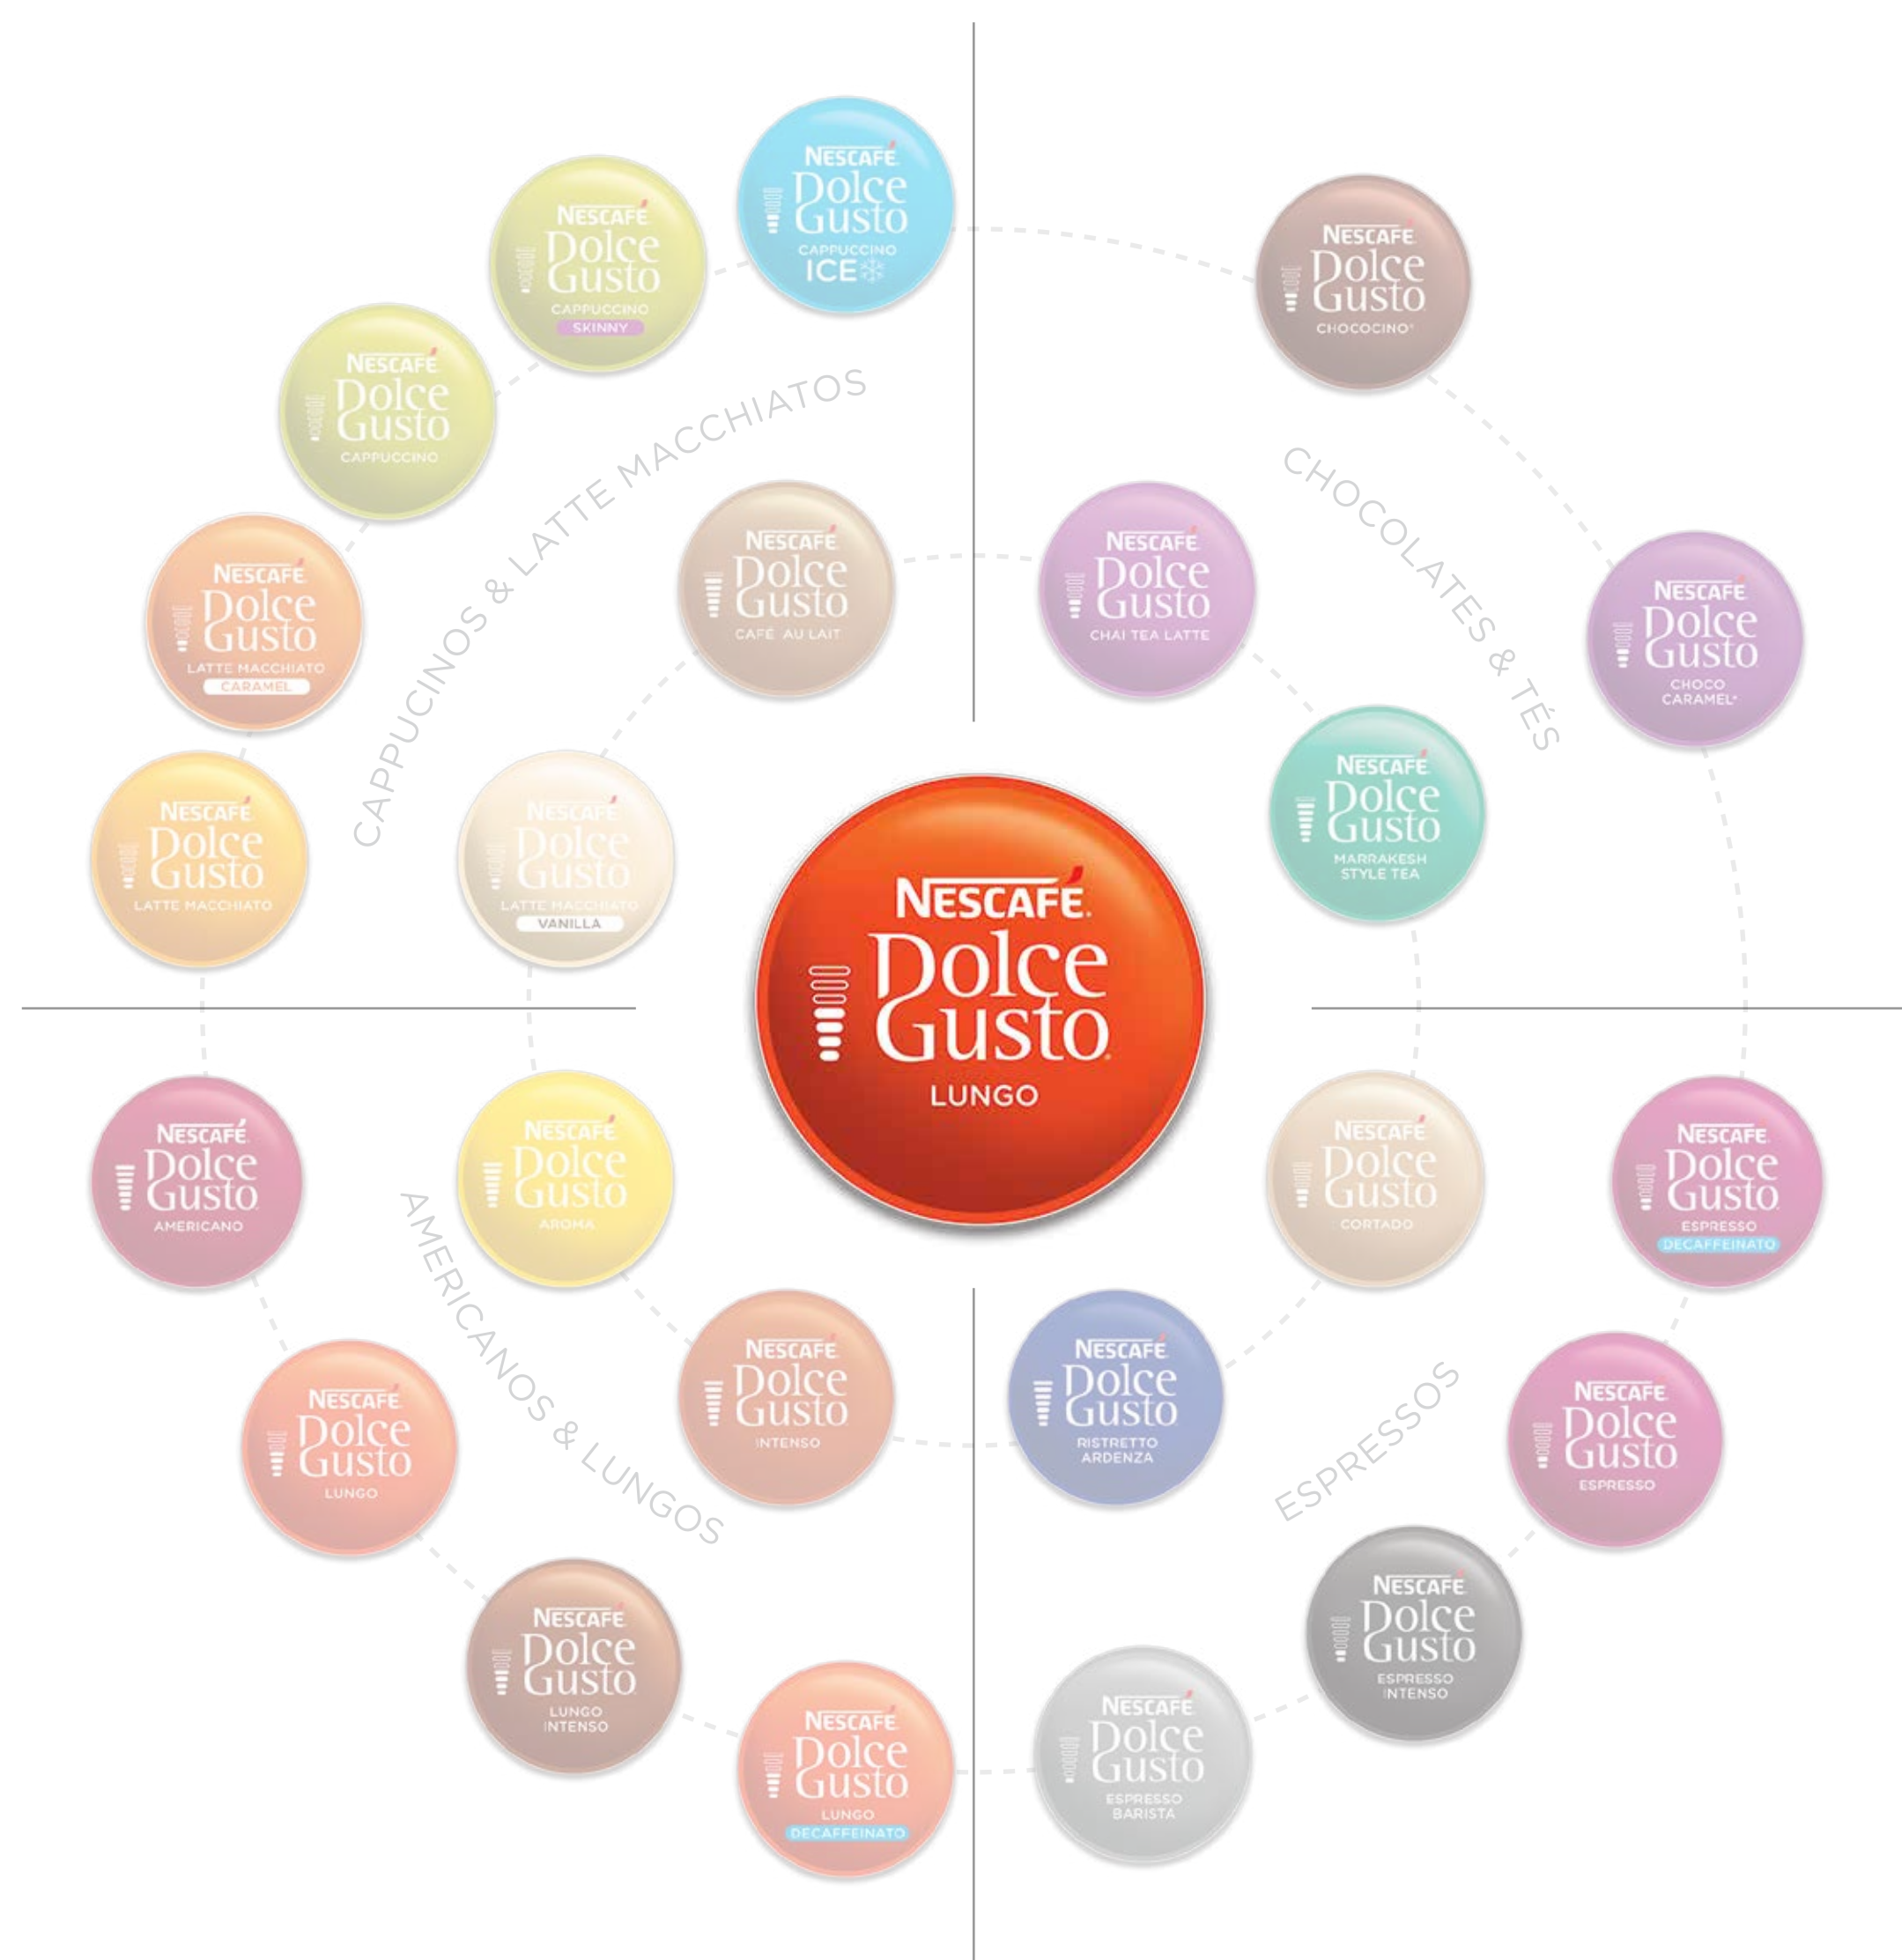 NESCAFÉ.
Dolce
Gusto
CAPPUCCINO
ICE
NESCAFÉ
Dolce
Gusto
CAPPUCCINO
SKINNY
NESCAFÉ
Dolce
Gusto
CHOCOCINO*
NESCAFÉ
Dolce
Gusto
CAPPUCCINO
CAPPUCINOS & LATTE MACCHIATOS
CHOCOLATES & TÉS
NESCAFÉ
Dolce
Gusto
LATTE MACCHIATO
CARAMEL
NESCAFÉ.
Dolce
Gusto
CAFÉ AU LAIT
NESCAFÉ.
Dolce
Gusto
CHAI TEA LATTE
NESCAFÉ
Dolce
Gusto
CHOCO
CARAMEL*
NESCAFÉ
Dolce
Gusto
LATTE MACCHIATO
NESCAFÉ
Dolce
Gusto
LATTE MACCHIATO
VANILLA
NESCAFÉ
Dolce
Gusto
MARRAKESH
STYLE TEA
NESCAFÉ.
Dolce
Gusto
LUNGO
NESCAFÉ.
Dolce
Gusto
AMERICANO
NESCAFÉ
Dolce
Gusto
AROMA
NESCAFÉ
Dolce
Gusto
CORTADO
NESCAFÉ.
Dolce
Gusto
ESPRESSO
DECAFFEINATO
AMERICANOS & LUNGOS
ESPRESSOS
NESCAFÉ
Dolce
Gusto
LUNGO
NESCAFÉ.
Dolce
Gusto
INTENSO
NESCAFÉ.
Dolce
Gusto
RISTRETTO
ARDENZA
NESCAFÉ
Dolce
Gusto
ESPRESSO
NESCAFÉ
Dolce
Gusto
LUNGO
INTENSO
NESCAFÉ
Dolce
Gusto
ESPRESSO
INTENSO
NESCAFÉ
Dolce
Gusto
LUNGO
DECAFFEINATO
NESCAFÉ
Dolce
Gusto
ESPRESSO
BARISTA